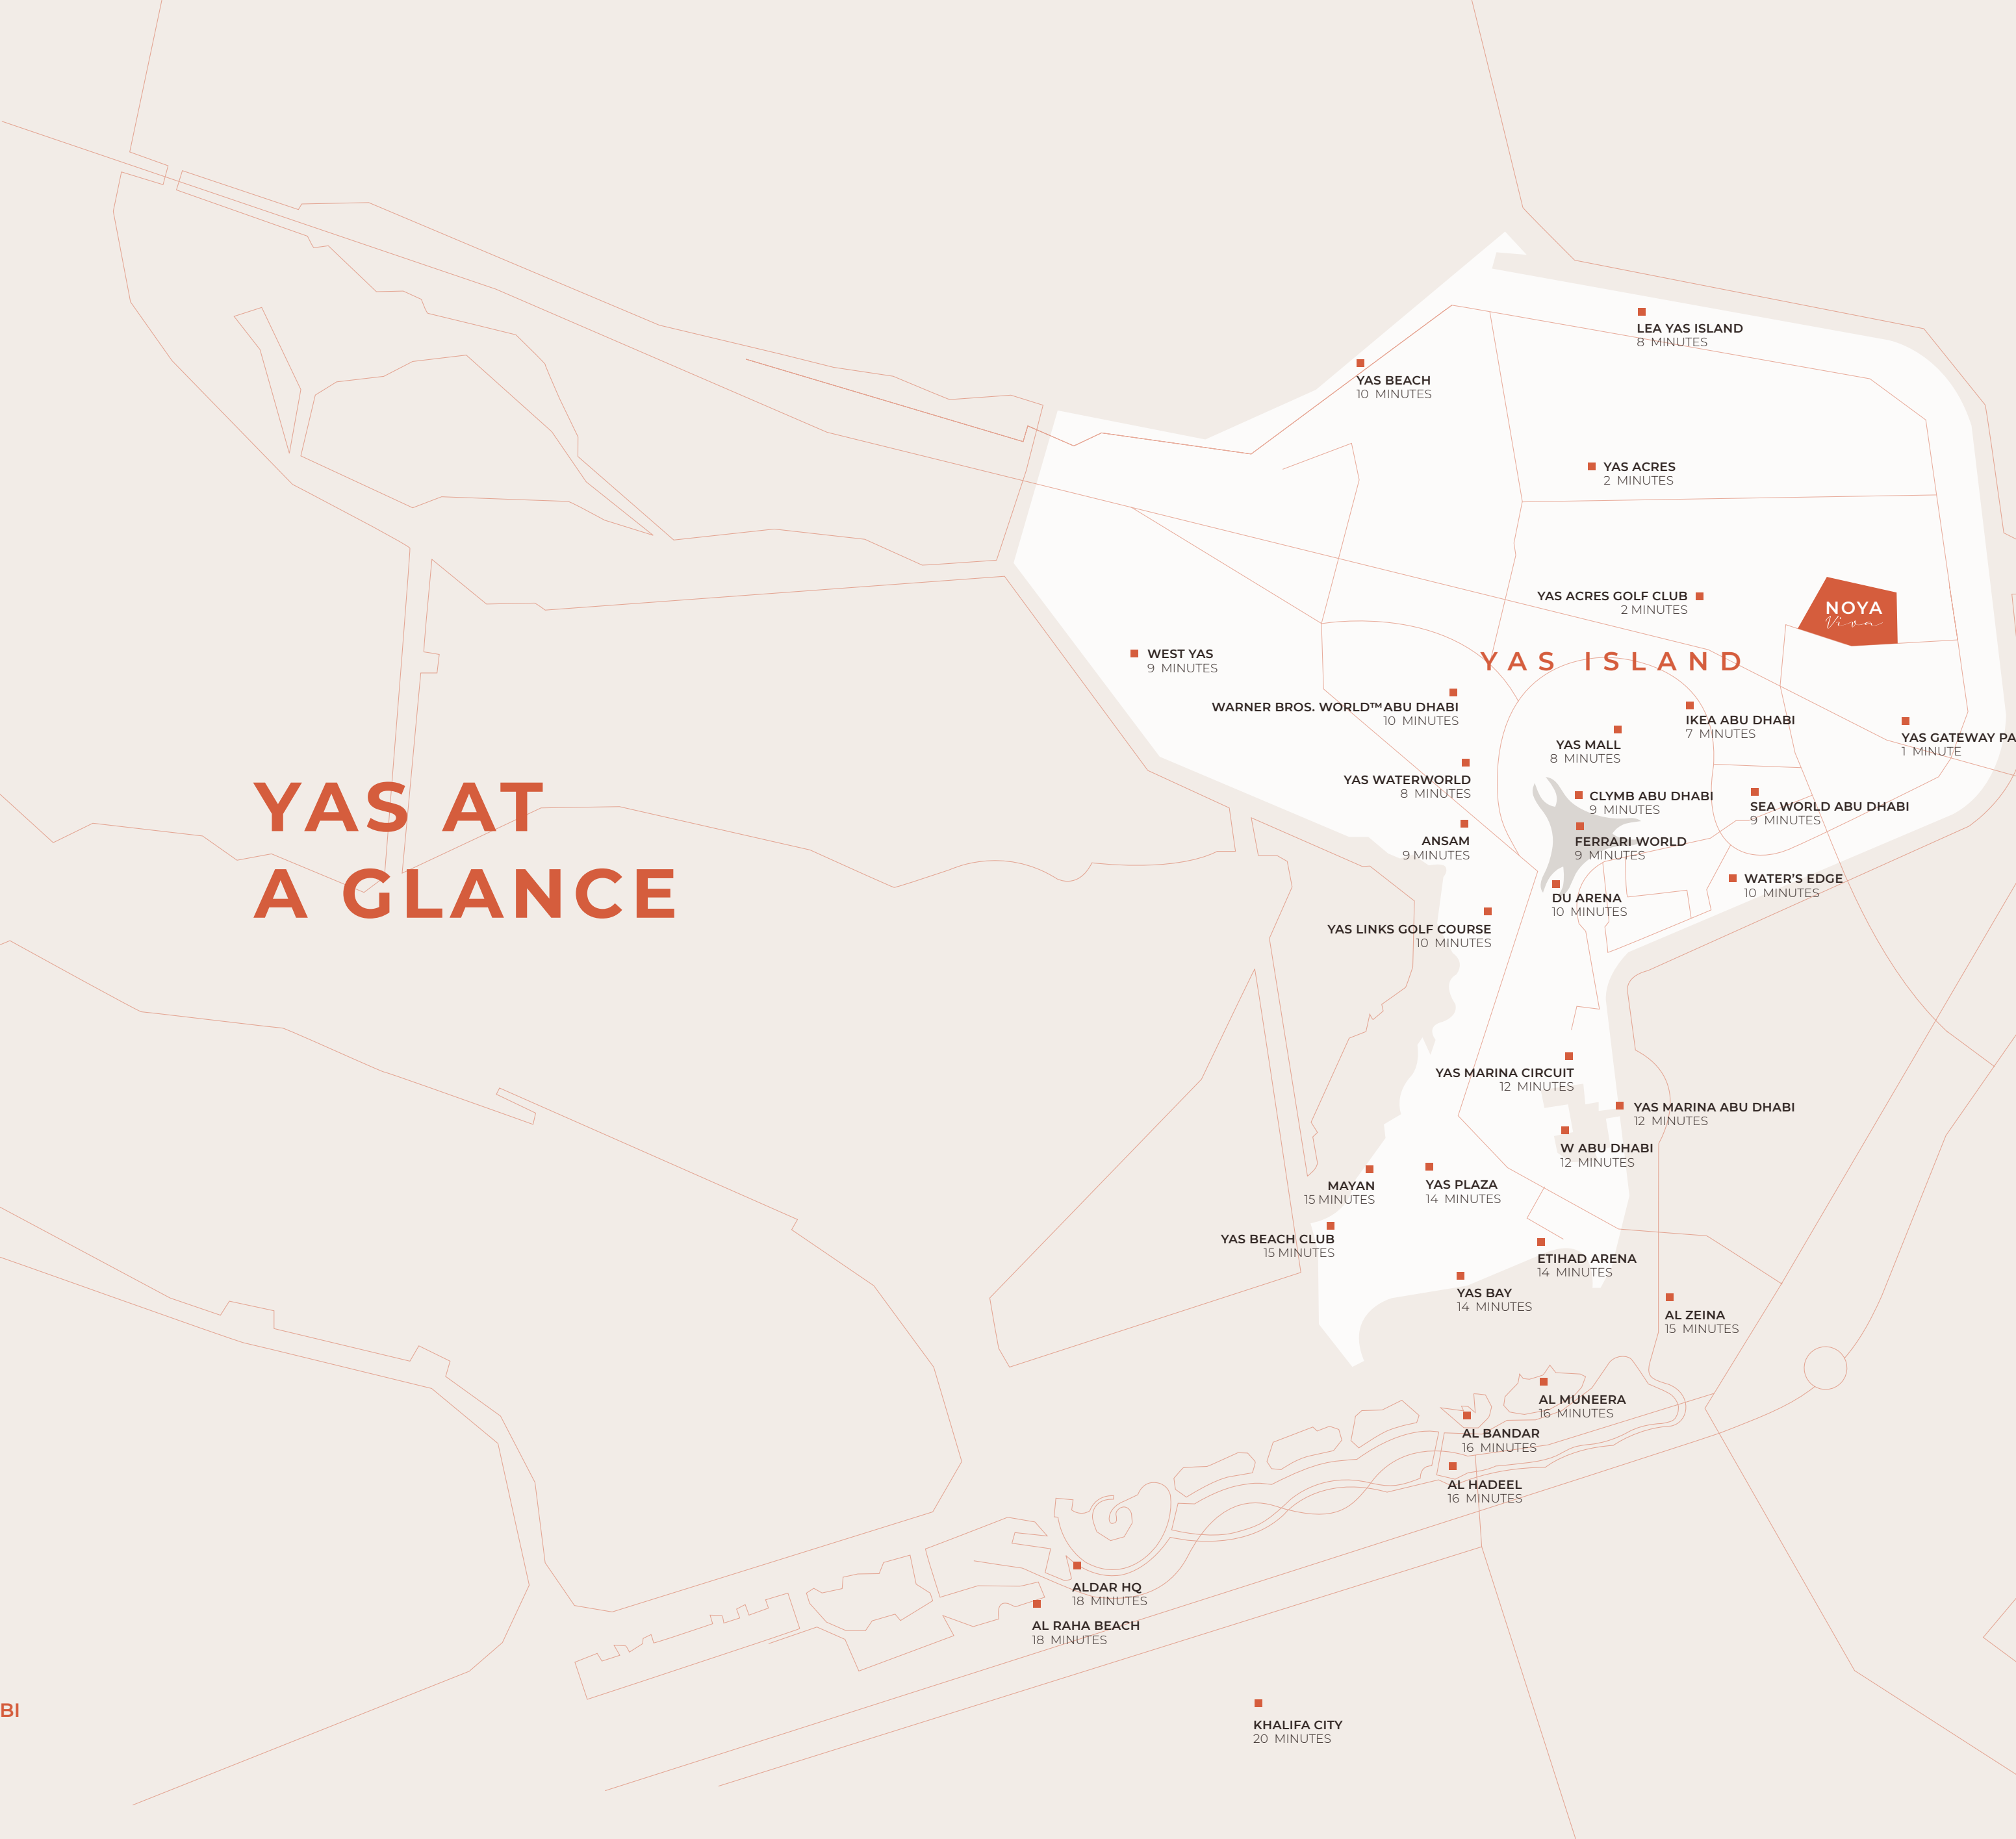 LEA YAS ISLAND
8 MINUTES
YAS BEACH
10 MINUTES
YAS ACRES
2 MINUTES
YAS ACRES GOLF CLUB
2 MINUTES
NOYA
Viva
WEST YAS
9 MINUTES
YAS ISLAND
WARNER BROS. WORLD™ ABU DHABI
10 MINUTES
IKEA ABU DHABI
7 MINUTES
YAS MALL
8 MINUTES
YAS GATEWAY PA
1 MINUTE
YAS WATERWORLD
8 MINUTES
CLYMB ABU DHABI
9 MINUTES
SEA WORLD ABU DHABI
9 MINUTES
YAS AT
A GLANCE
ANSAM
9 MINUTES
FERRARI WORLD
9 MINUTES
WATER'S EDGE
10 MINUTES
DU ARENA
10 MINUTES
YAS LINKS GOLF COURSE
10 MINUTES
YAS MARINA CIRCUIT
12 MINUTES
YAS MARINA ABU DHABI
12 MINUTES
W ABU DHABI
12 MINUTES
MAYAN
15 MINUTES
YAS PLAZA
14 MINUTES
YAS BEACH CLUB
15 MINUTES
ETIHAD ARENA
14 MINUTES
YAS BAY
14 MINUTES
AL ZEINA
15 MINUTES
AL MUNEERA
16 MINUTES
AL BANDAR
16 MINUTES
AL HADEEL
16 MINUTES
ALDAR HQ
18 MINUTES
AL RAHA BEACH
18 MINUTES
BI
KHALIFA CITY
20 MINUTES